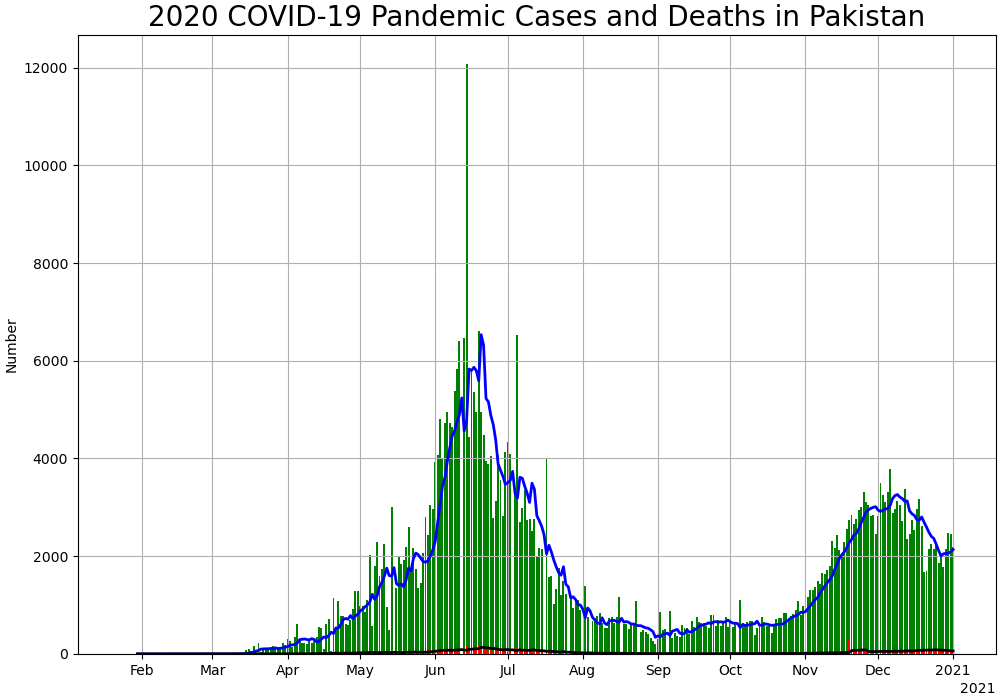 2020 COVID-19 Pandemic Cases and Deaths in Pakistan
12000
10000
8000
6000
4000
2000
0
Number
Feb Mar Apr May Jun Jul Aug Sep Oct Nov Dec 2021
2021